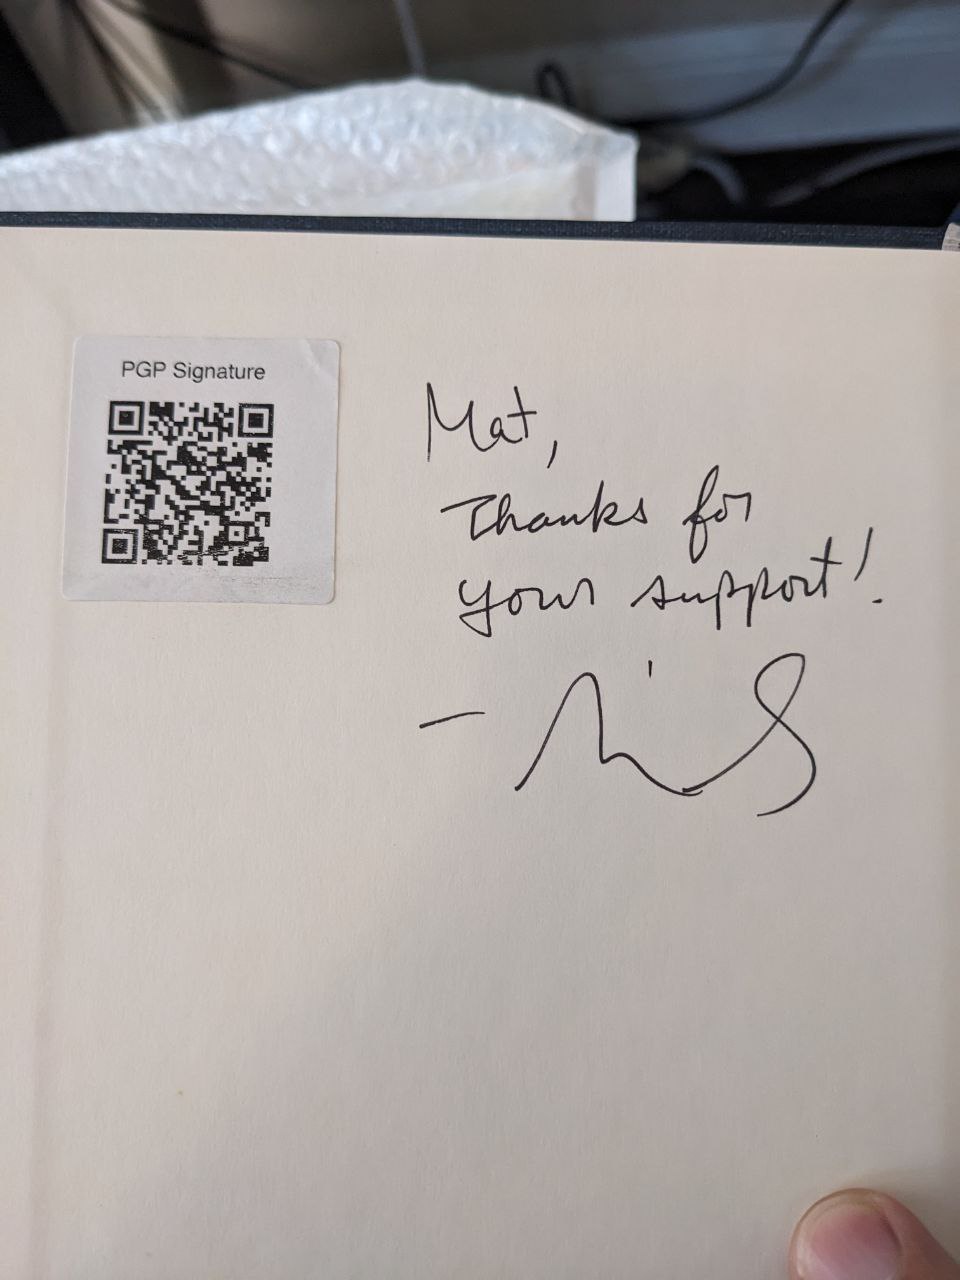 PGP Signature
Mat,
Thanks for
your support!